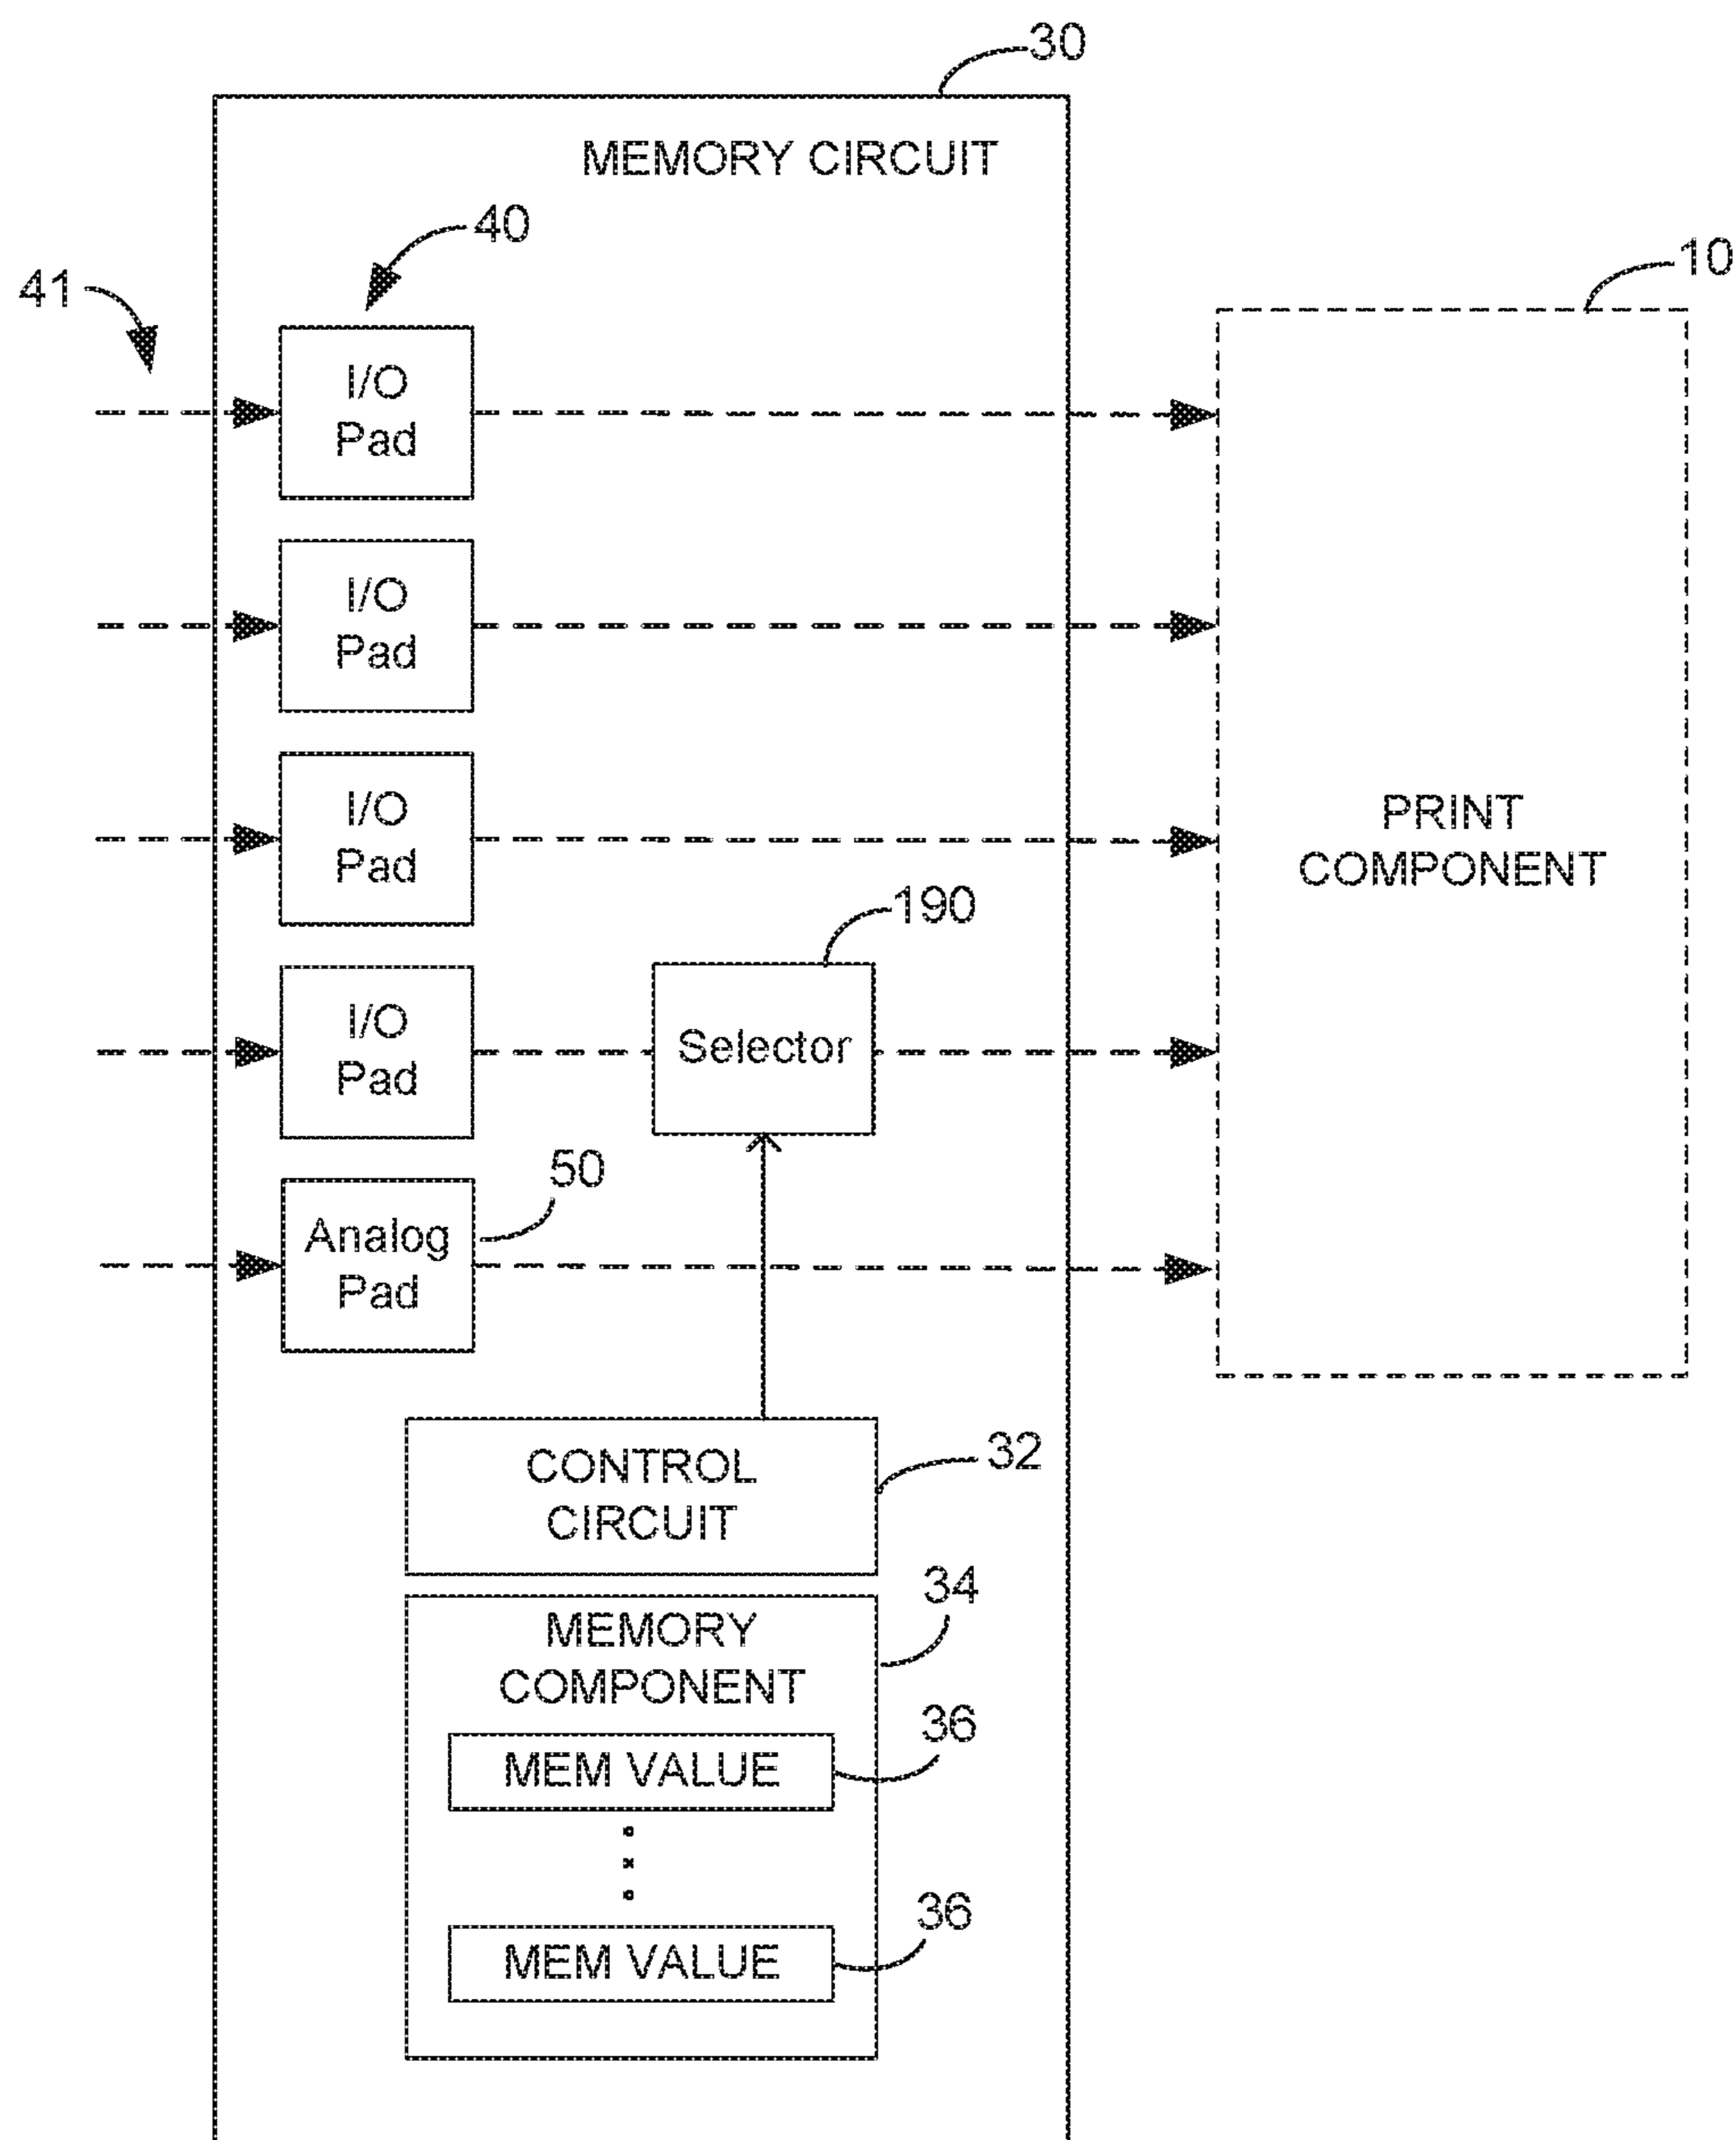 30
MEMORY CIRCUIT
40
10
41
I/O
Pad
I/O
Pad
I/O
Pad
PRINT
COMPONENT
190
I/O
Pad
Selector
50
Analog
Pad
CONTROL
CIRCUIT
32
34
MEMORY
COMPONENT
36
MEM VALUE
36
MEM VALUE